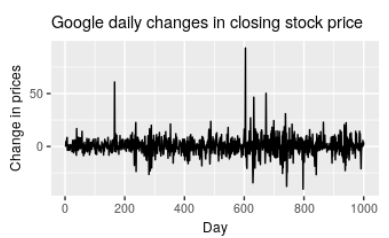 Google daily changes in closing stock price
Change in prices
50
0
0 200 400 600 800 1000
Day